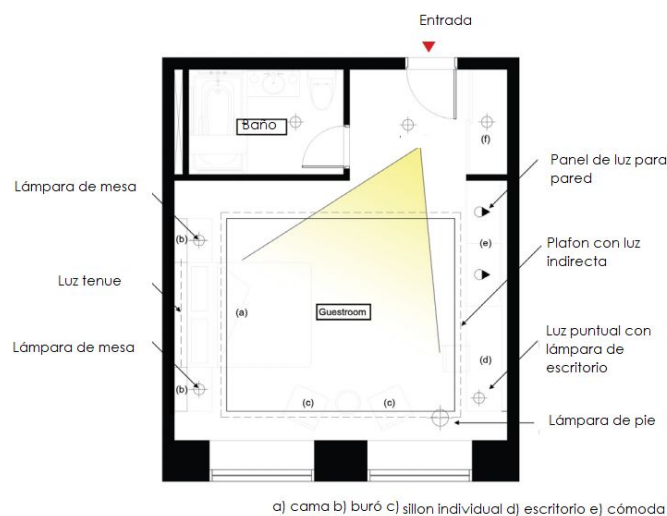 Entrada
Baño
(f)
Panel de luz para
pared
Lámpara de mesa
(b)
(e)
Plafon con luz
indirecta
Luz tenue
(a)
Guestroom
Luz puntual con
lámpara de
escritorio
Lámpara de mesa
(b)
(d)
(c)
(c)
Lámpara de pie
a) cama b) buró c) sillon individual d) escritorio e) cómoda